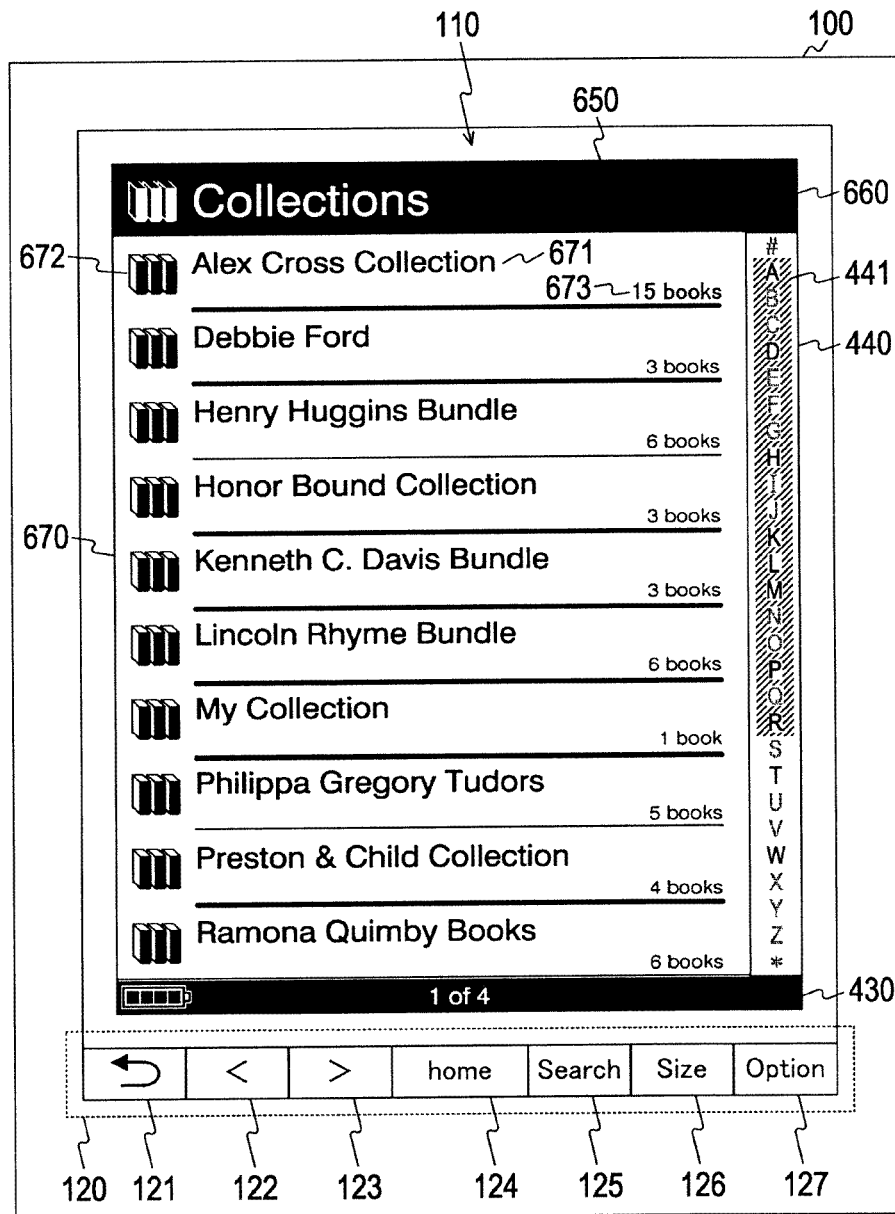 110
100
650
Collections
660
672
Alex Cross Collection
671
673
15 books
Debbie Ford
3 books
Henry Huggins Bundle
6 books
Honor Bound Collection
3 books
670
Kenneth C. Davis Bundle
3 books
Lincoln Rhyme Bundle
6 books
My Collection
1 book
Philippa Gregory Tudors
5 books
Preston & Child Collection
4 books
Ramona Quimby Books
6 books
#
A
B
C
D
E
F
G
H
I
J
K
L
M
N
O
P
Q
R
S
T
U
V
W
X
Y
Z
*
441
440
1 of 4
430
< > home Search Size Option
120 121 122 123 124 125 126 127